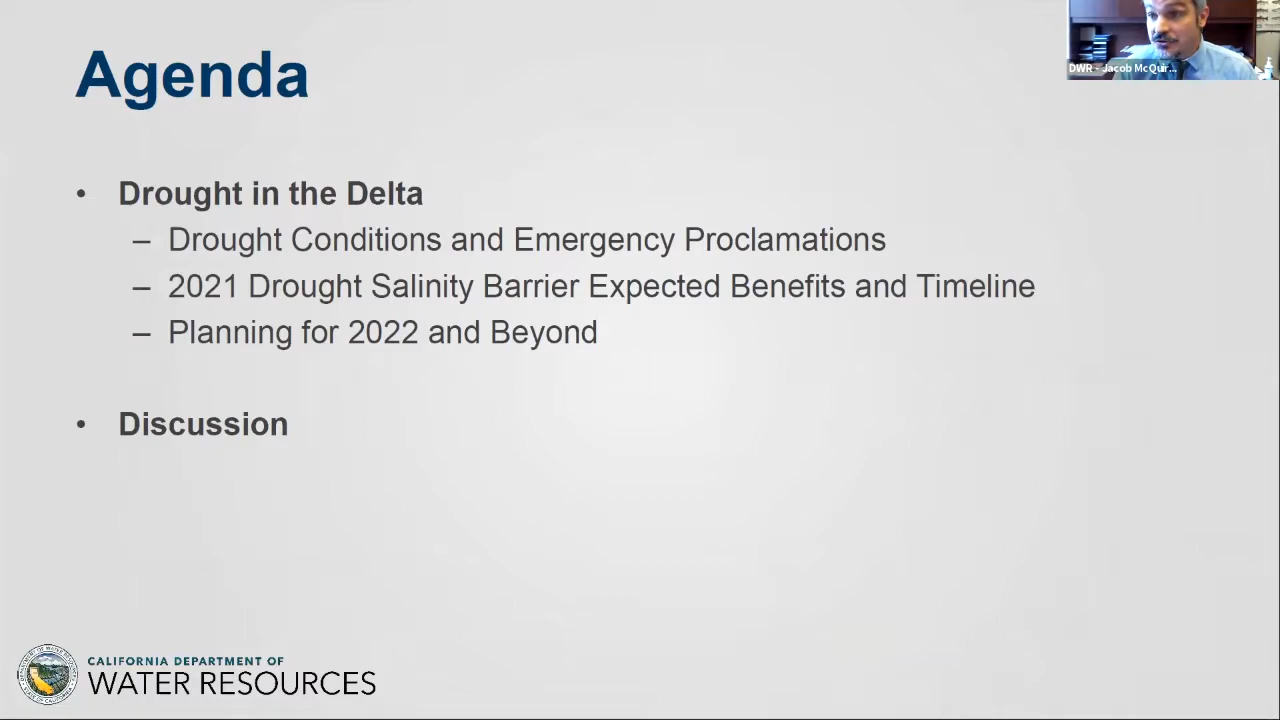 Agenda
DWR - Jacob McQuir...
• Drought in the Delta
– Drought Conditions and Emergency Proclamations
– 2021 Drought Salinity Barrier Expected Benefits and Timeline
– Planning for 2022 and Beyond
• Discussion
CALIFORNIA DEPARTMENT OF
WATER RESOURCES